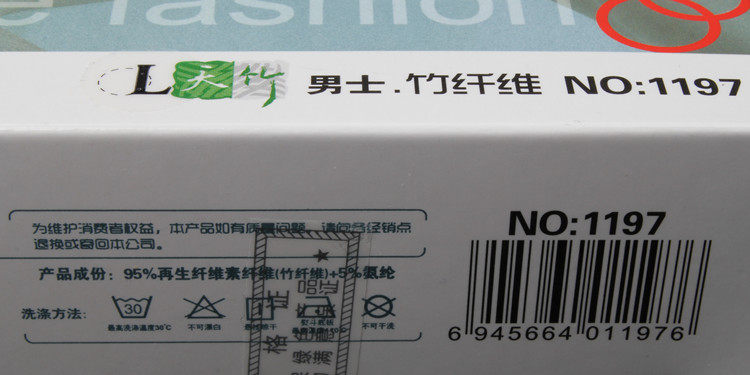 e fashion
L 天竹 男士.竹纤维 NO:1197
为维护消费者权益，本产品如有质量问题，请向各经销点
退换或寄回本公司。
产品成份：95%再生纤维素纤维(竹纤维)+5%氨纶
洗涤方法：
30
最高洗涤温度30℃ 不可漂白 不可干洗
合格证
NO:1197
6 945664 011976